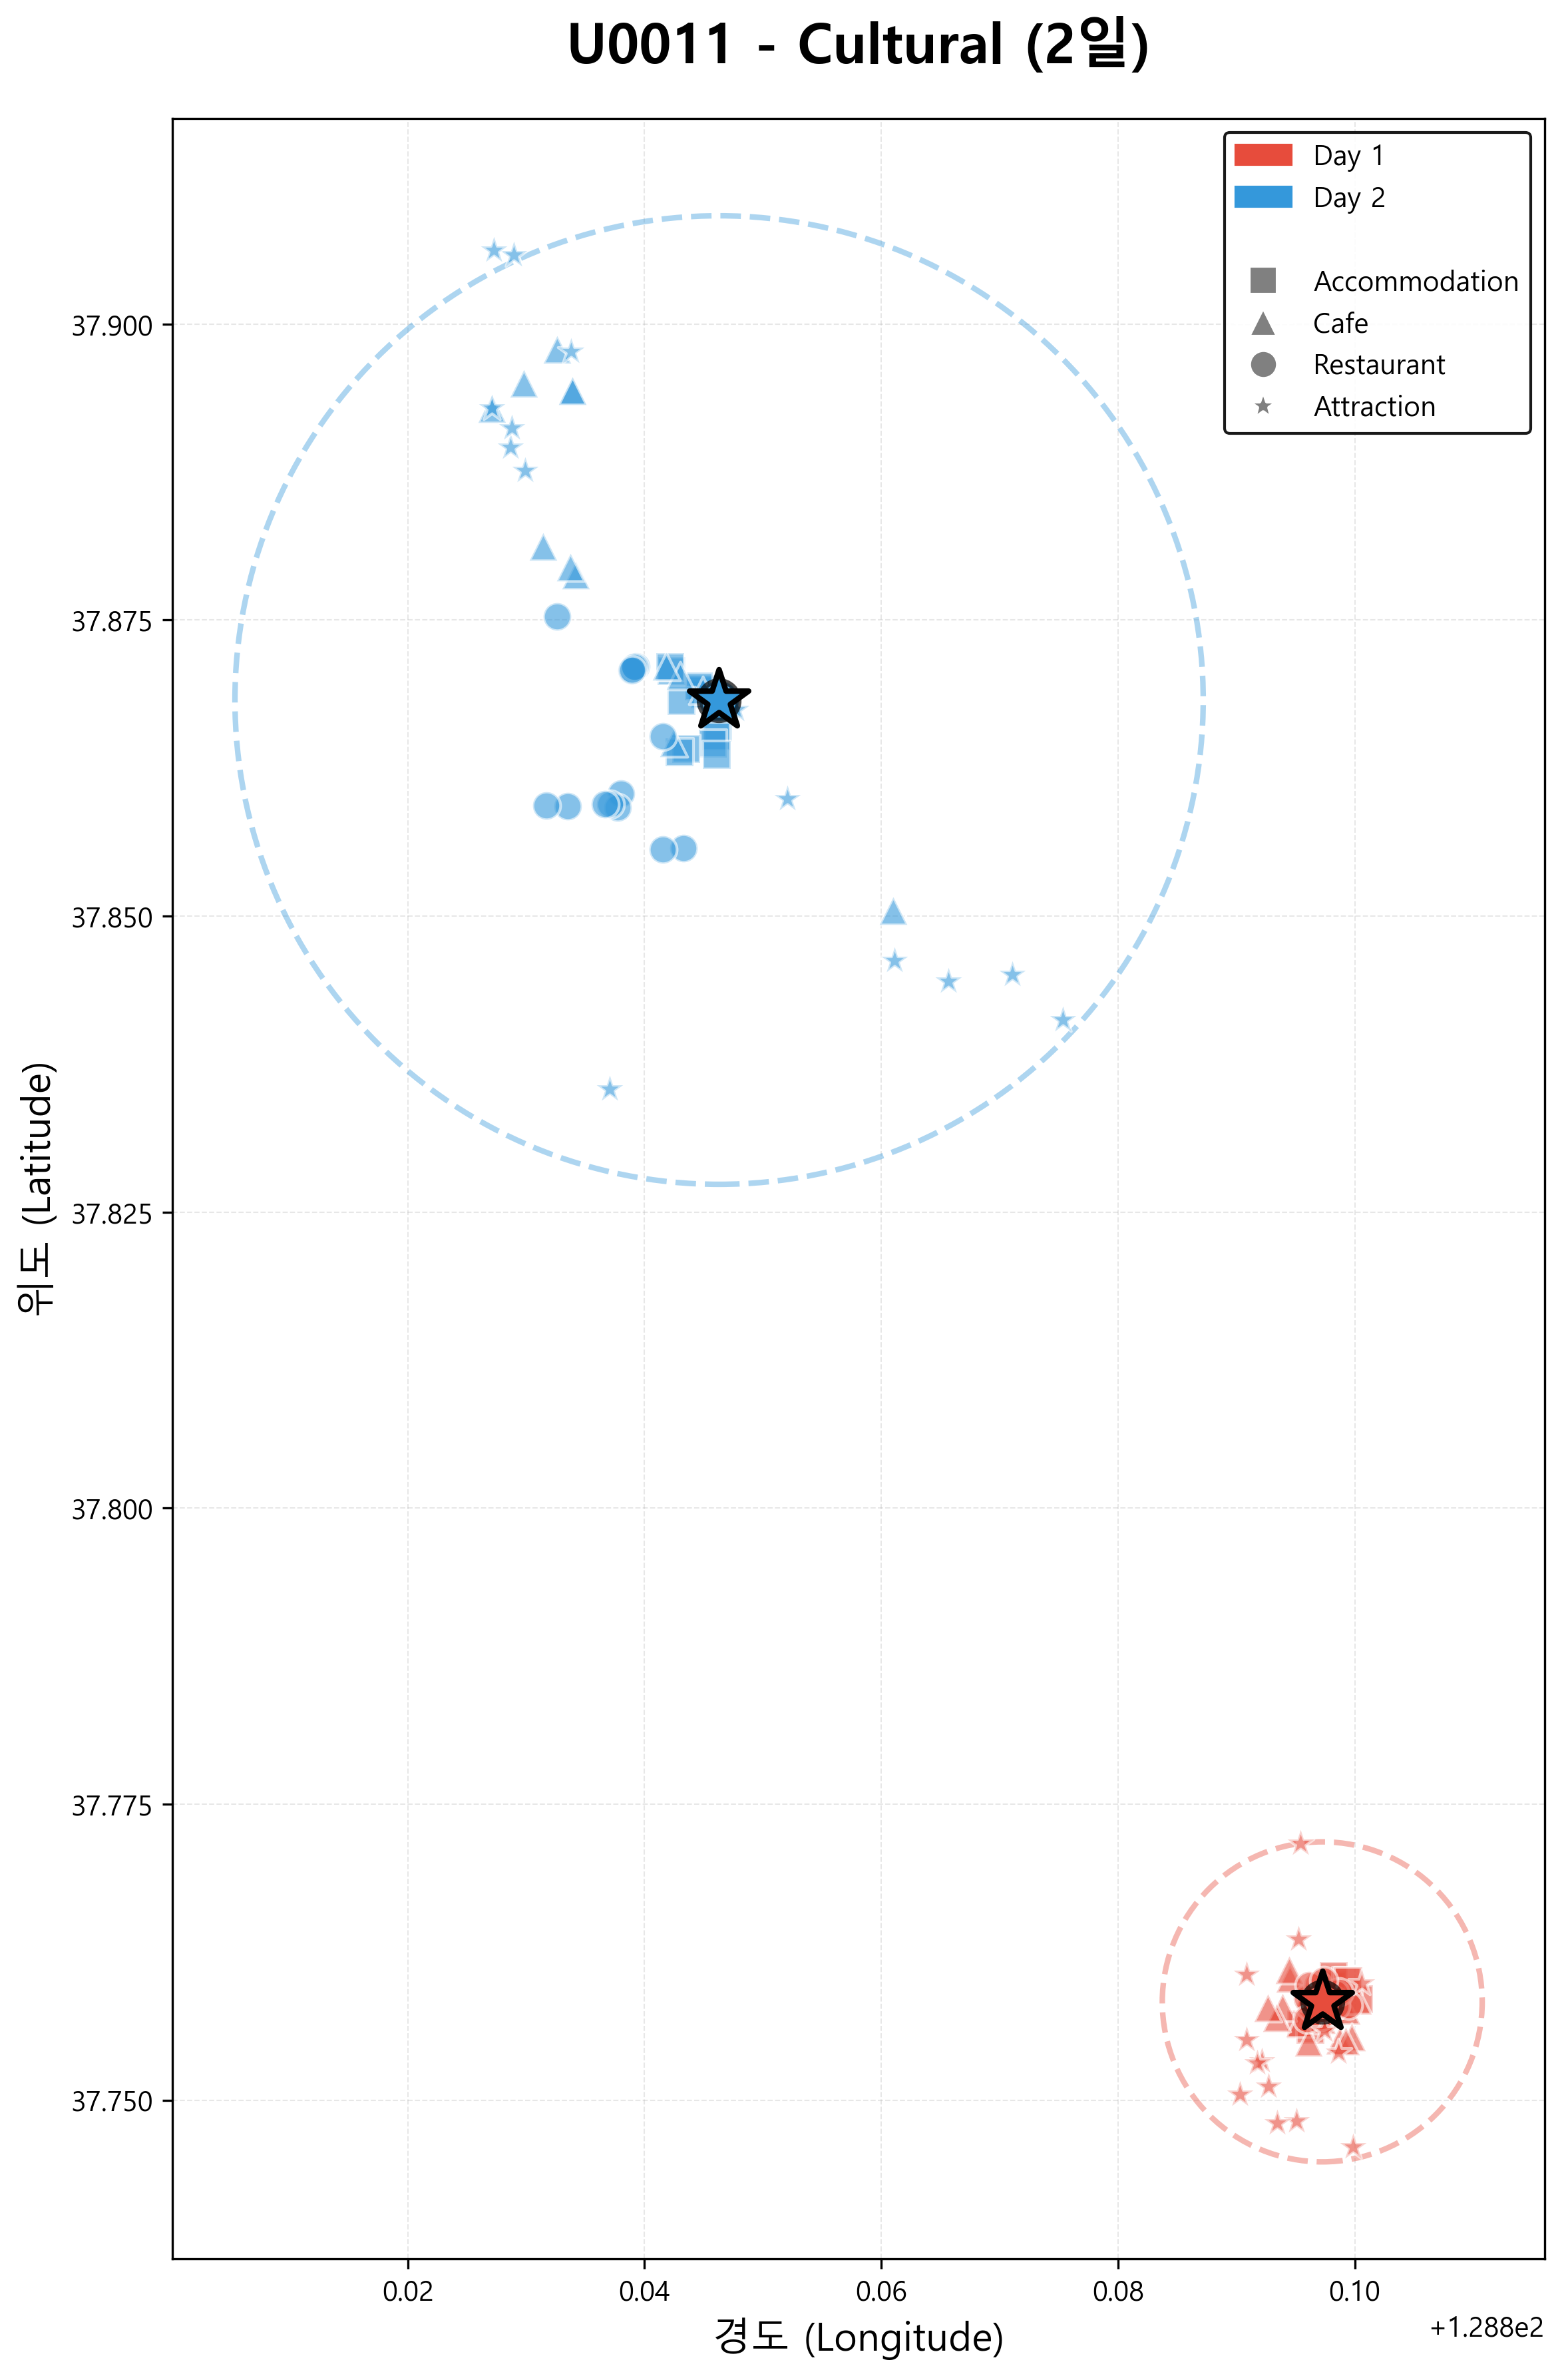 U0011 - Cultural (2일)
Day 1
Day 2
Accommodation
Cafe
Restaurant
Attraction
위도 (Latitude)
37.900
37.875
37.850
37.825
37.800
37.775
37.750
0.02
0.04
0.06
0.08
0.10
+1.288e2
경도 (Longitude)